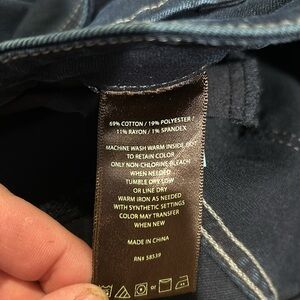 69% COTTON / 19% POLYESTER /
11% RAYON / 1% SPANDEX
MACHINE WASH WARM INSIDE OUT
TO RETAIN COLOR
ONLY NON-CHLORINE BLEACH
WHEN NEEDED
TUMBLE DRY LOW
OR LINE DRY
WARM IRON AS NEEDED
WITH SYNTHETIC SETTINGS
COLOR MAY TRANSFER
WHEN NEW
MADE IN CHINA
RN# 58539